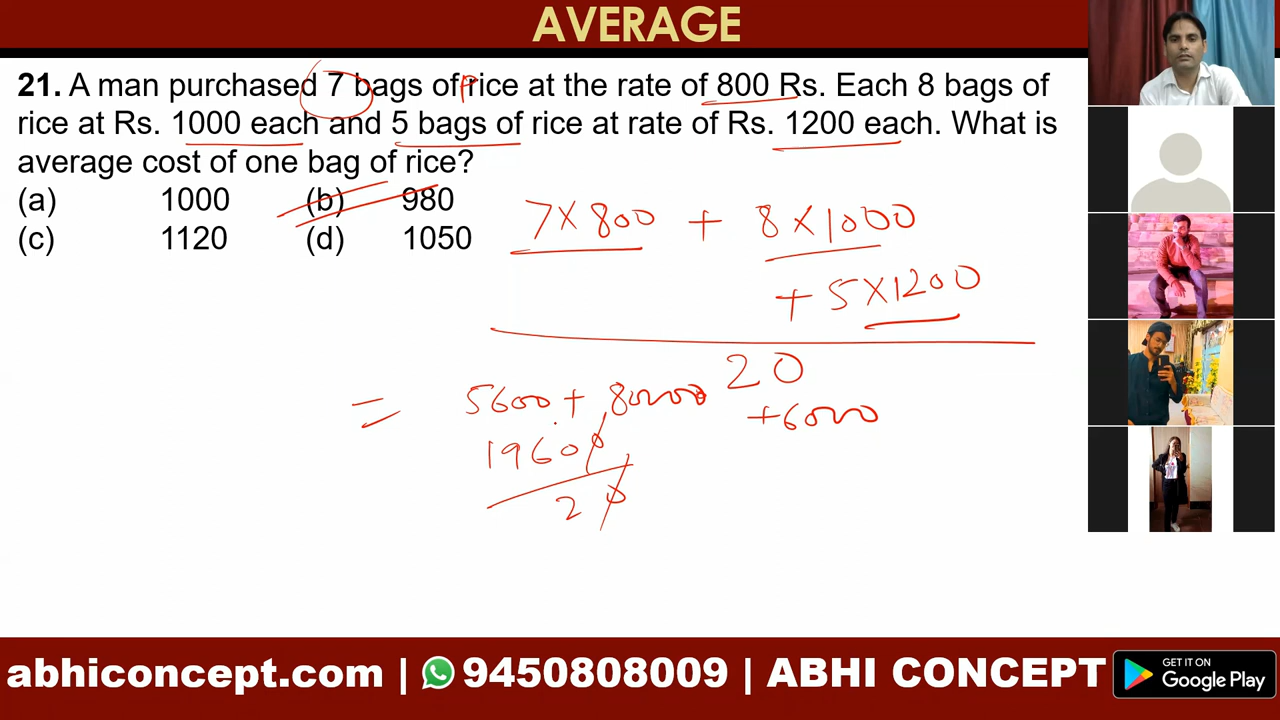 AVERAGE
21. A man purchased 7 bags of rice at the rate of 800 Rs. Each 8 bags of
rice at Rs. 1000 each and 5 bags of rice at rate of Rs. 1200 each. What is
average cost of one bag of rice?
(a) 1000 (b) 980
(c) 1120 (d) 1050
7 × 800 + 8 × 1000
+ 5 × 1200
20
= 5600 + 8000
+6000
19600
20
abhiconcept.com | 9450808009 | ABHI CONCEPT
GET IT ON
Google Play